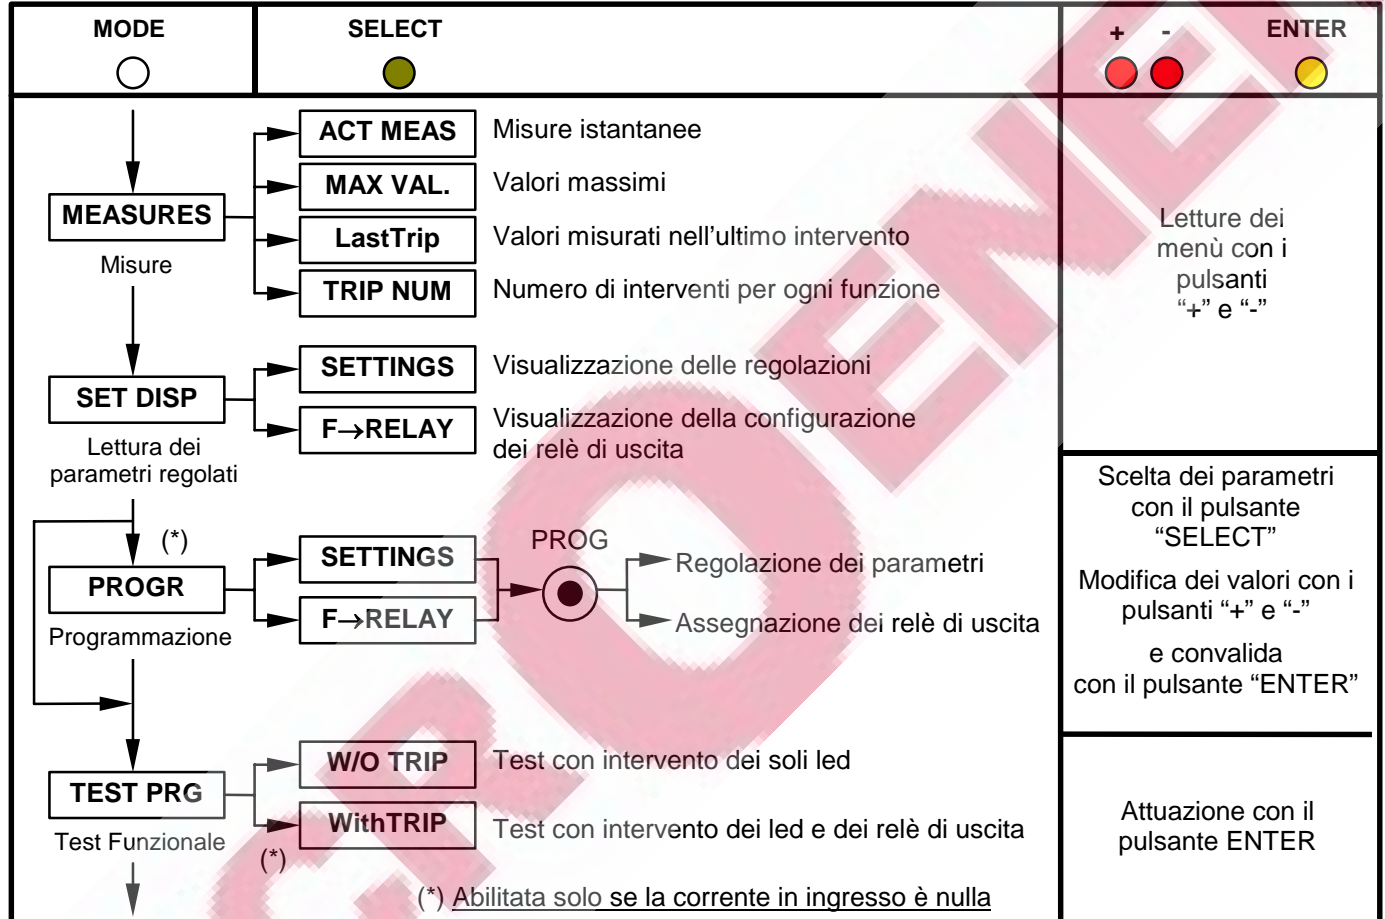 MODE
SELECT
+ -
ENTER
ACT MEAS Misure istantanee
MAX VAL. Valori massimi
MEASURES
Misure
LastTrip Valori misurati nell'ultimo intervento
TRIP NUM Numero di interventi per ogni funzione
Letture dei
menù con i
pulsanti
“+” e “-”
SET DISP
Lettura dei
parametri regolati
SETTINGS Visualizzazione delle regolazioni
F→RELAY Visualizzazione della configurazione
dei relè di uscita
(*)
PROGR
Programmazione
SETTINGS
F→RELAY
PROG
Regolazione dei parametri
Assegnazione dei relè di uscita
Scelta dei parametri
con il pulsante
“SELECT”
Modifica dei valori con i
pulsanti “+” e “-”
e convalida
con il pulsante “ENTER”
TEST PRG
Test Funzionale
W/O TRIP Test con intervento dei soli led
WithTRIP Test con intervento dei led e dei relè di uscita
(*)
Attuazione con il
pulsante ENTER
(*) Abilitata solo se la corrente in ingresso è nulla